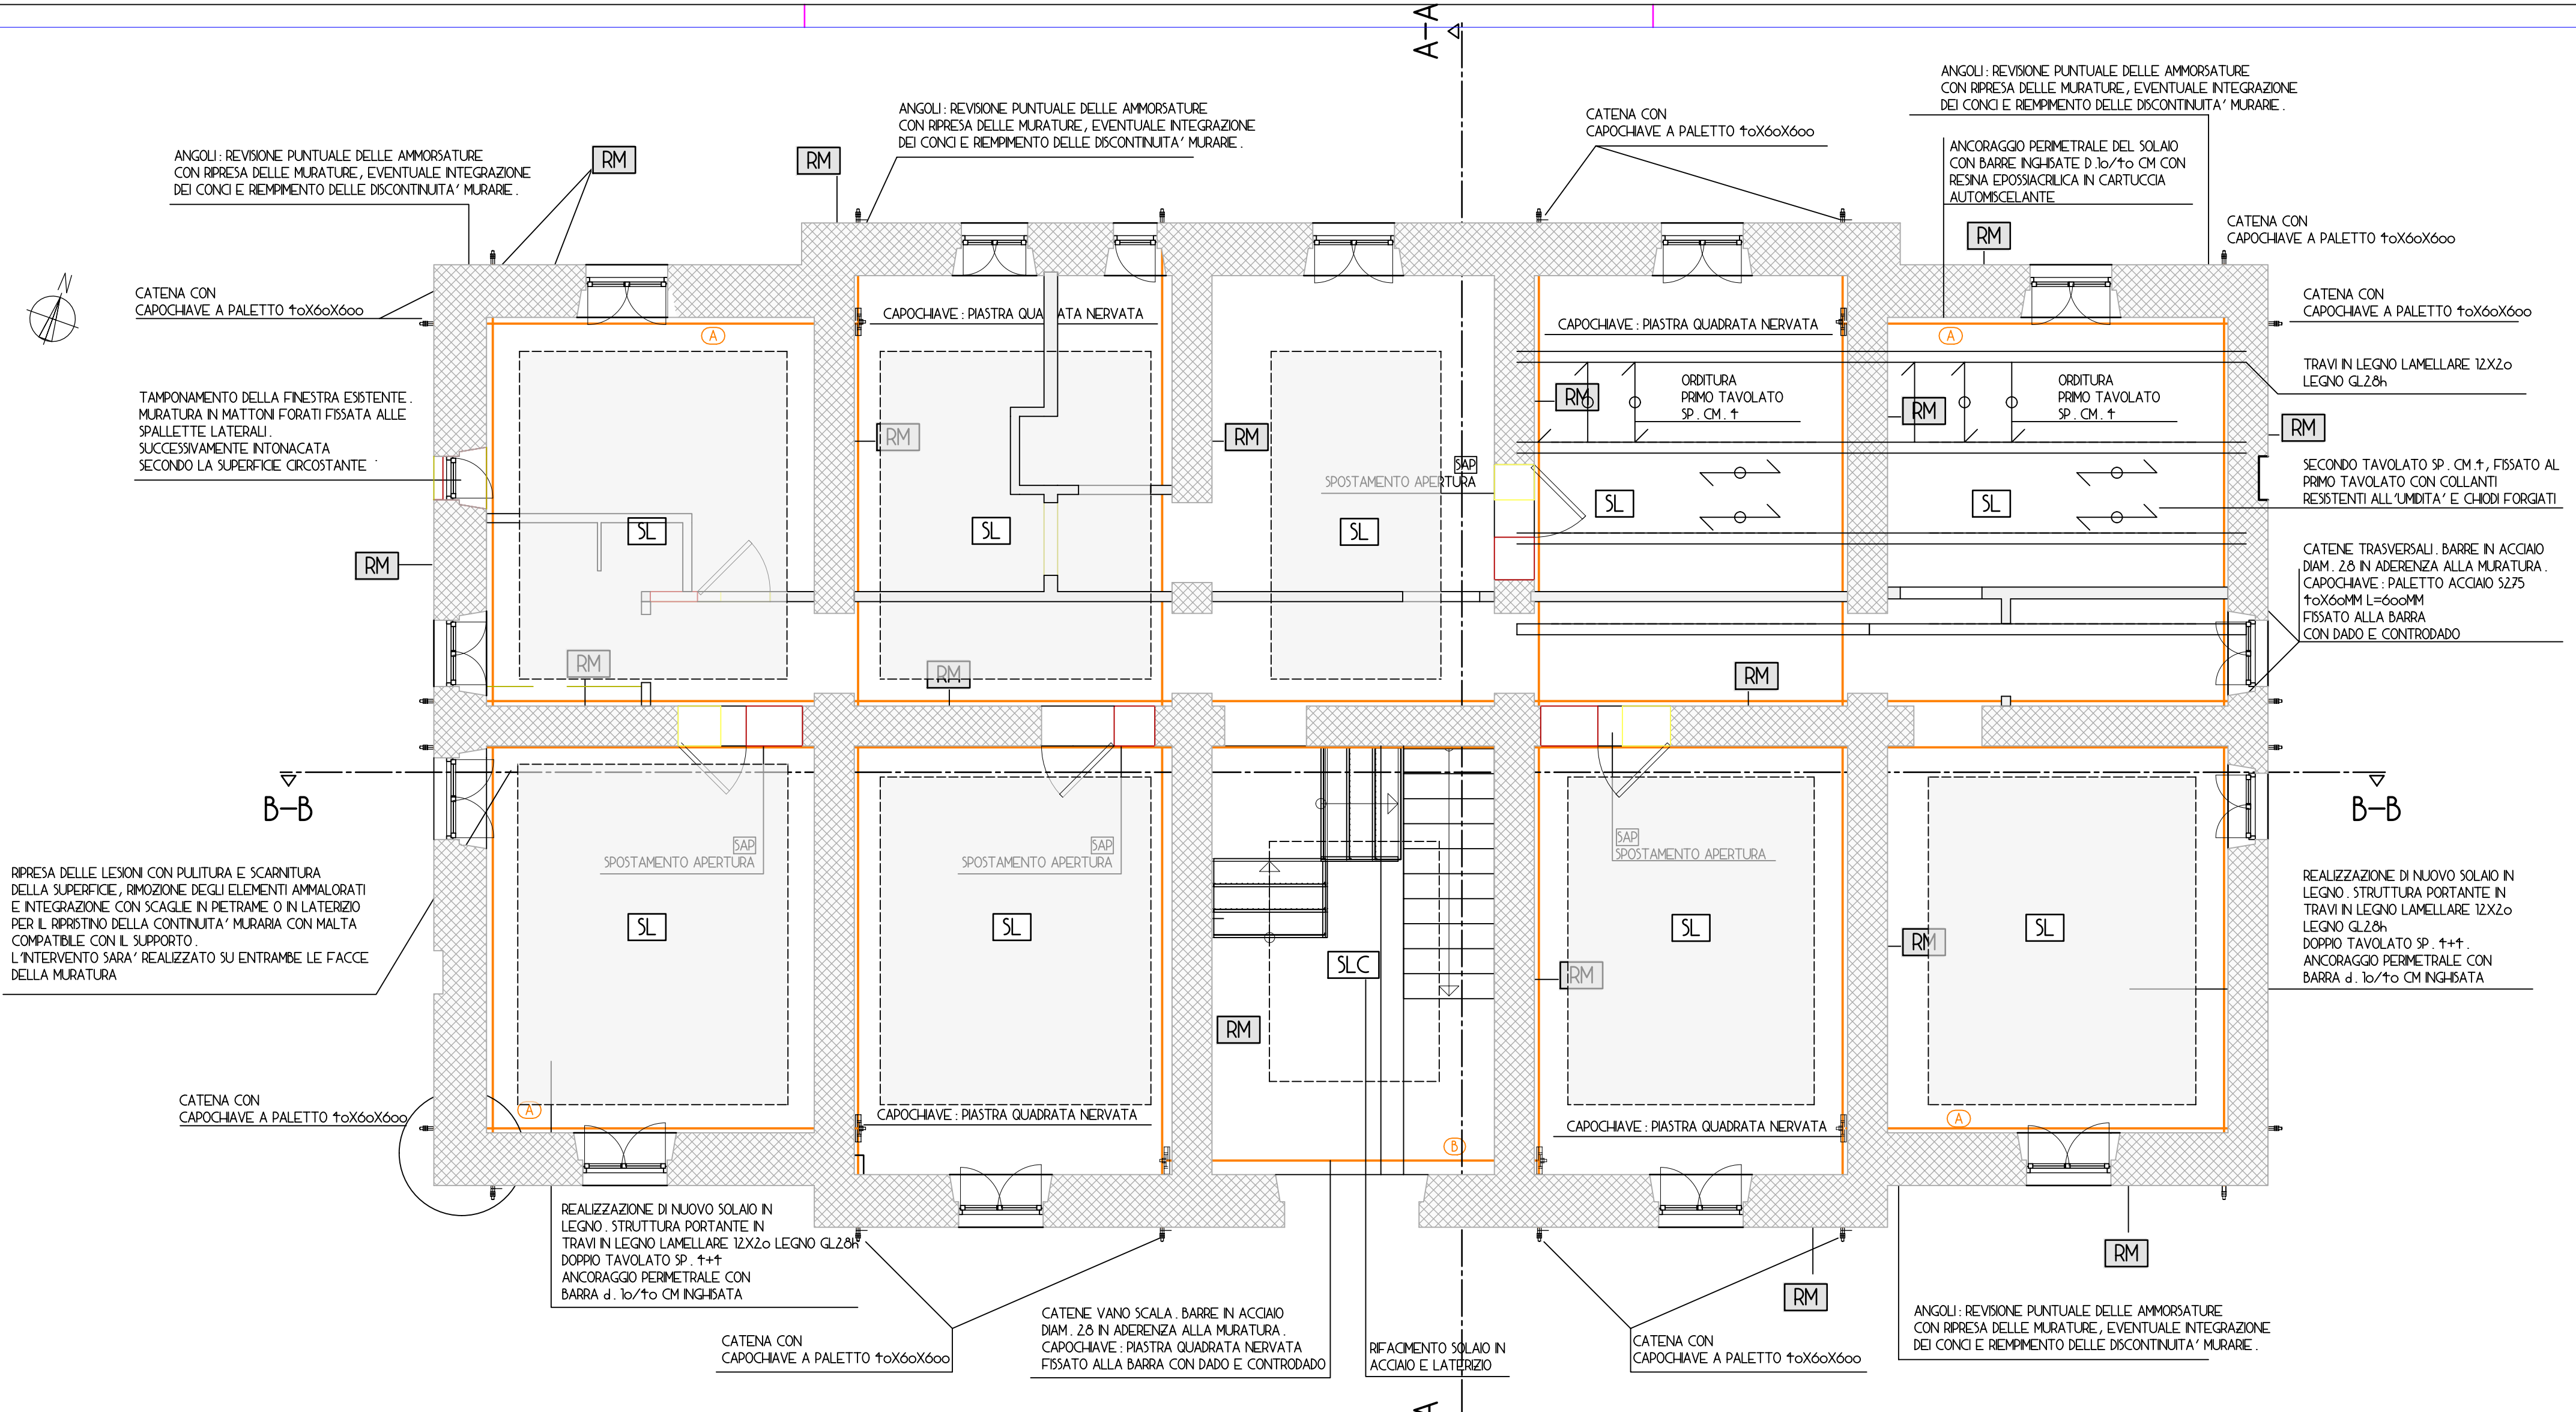 A-A
ANGOLI: REVISIONE PUNTUALE DELLE AMMORSATURE
CON RIPRESA DELLE MURATURE, EVENTUALE INTEGRAZIONE
DEI CONCI E RIEMPIMENTO DELLE DISCONTINUITA' MURARIE.
ANGOLI: REVISIONE PUNTUALE DELLE AMMORSATURE
CON RIPRESA DELLE MURATURE, EVENTUALE INTEGRAZIONE
DEI CONCI E RIEMPIMENTO DELLE DISCONTINUITA' MURARIE.
CATENA CON
CAPOCHIAVE A PALETTO 40X60X600
ANCORAGGIO PERIMETRALE DEL SOLAIO
CON BARRE INGHISATE D.10/40 CM CON
RESINA EPOSSIACRILICA IN CARTUCCIA
AUTOMISCELANTE
ANGOLI: REVISIONE PUNTUALE DELLE AMMORSATURE
CON RIPRESA DELLE MURATURE, EVENTUALE INTEGRAZIONE
DEI CONCI E RIEMPIMENTO DELLE DISCONTINUITA' MURARIE.
RM
RM
RM
CATENA CON
CAPOCHIAVE A PALETTO 40X60X600
N
CATENA CON
CAPOCHIAVE A PALETTO 40X60X600
CATENA CON
CAPOCHIAVE A PALETTO 40X60X600
CAPOCHIAVE: PIASTRA QUADRATA NERVATA
CAPOCHIAVE: PIASTRA QUADRATA NERVATA
A
A
TRAVI IN LEGNO LAMELLARE 12X20
LEGNO GL28h
ORDITURA
PRIMO TAVOLATO
SP. CM. 4
ORDITURA
PRIMO TAVOLATO
SP. CM. 4
TAMPONAMENTO DELLA FINESTRA ESISTENTE.
MURATURA IN MATTONI FORATI FISSATA ALLE
SPALLETTE LATERALI.
SUCCESSIVAMENTE INTONACATA
SECONDO LA SUPERFICIE CIRCOSTANTE
RM
RM
RM
RM
RM
SAP
SPOSTAMENTO APERTURA
SECONDO TAVOLATO SP. CM.4, FISSATO AL
PRIMO TAVOLATO CON COLLANTI
RESISTENTI ALL'UMIDITA' E CHIODI FORGIATI
SL
SL
SL
SL
SL
RM
CATENE TRASVERSALI. BARRE IN ACCIAIO
DIAM. 28 IN ADERENZA ALLA MURATURA.
CAPOCHIAVE: PALETTO ACCIAIO S275
40X60MM L=600MM
FISSATO ALLA BARRA
CON DADO E CONTRODADO
RM
RM
RM
B-B
B-B
SAP
SPOSTAMENTO APERTURA
SAP
SPOSTAMENTO APERTURA
SAP
SPOSTAMENTO APERTURA
RIPRESA DELLE LESIONI CON PULITURA E SCARNITURA
DELLA SUPERFICIE, RIMOZIONE DEGLI ELEMENTI AMMALORATI
E INTEGRAZIONE CON SCAGLIE IN PIETRAME O IN LATERIZIO
PER IL RIPRISTINO DELLA CONTINUITA' MURARIA CON MALTA
COMPATIBILE CON IL SUPPORTO.
L'INTERVENTO SARA' REALIZZATO SU ENTRAMBE LE FACCE
DELLA MURATURA
REALIZZAZIONE DI NUOVO SOLAIO IN
LEGNO. STRUTTURA PORTANTE IN
TRAVI IN LEGNO LAMELLARE 12X20
LEGNO GL28h
DOPPIO TAVOLATO SP. 4+4.
ANCORAGGIO PERIMETRALE CON
BARRA d. 10/40 CM INGHISATA
SL
SL
SL
SL
SLC
RM
RM
RM
CATENA CON
CAPOCHIAVE A PALETTO 40X60X600
A
CAPOCHIAVE: PIASTRA QUADRATA NERVATA
CAPOCHIAVE: PIASTRA QUADRATA NERVATA
A
B
REALIZZAZIONE DI NUOVO SOLAIO IN
LEGNO. STRUTTURA PORTANTE IN
TRAVI IN LEGNO LAMELLARE 12X20 LEGNO GL28h
DOPPIO TAVOLATO SP. 4+4
ANCORAGGIO PERIMETRALE CON
BARRA d. 10/40 CM INGHISATA
RM
RM
CATENA CON
CAPOCHIAVE A PALETTO 40X60X600
CATENE VANO SCALA. BARRE IN ACCIAIO
DIAM. 28 IN ADERENZA ALLA MURATURA.
CAPOCHIAVE: PIASTRA QUADRATA NERVATA
FISSATO ALLA BARRA CON DADO E CONTRODADO
RIFACIMENTO SOLAIO IN
ACCIAIO E LATERIZIO
CATENA CON
CAPOCHIAVE A PALETTO 40X60X600
ANGOLI: REVISIONE PUNTUALE DELLE AMMORSATURE
CON RIPRESA DELLE MURATURE, EVENTUALE INTEGRAZIONE
DEI CONCI E RIEMPIMENTO DELLE DISCONTINUITA' MURARIE.